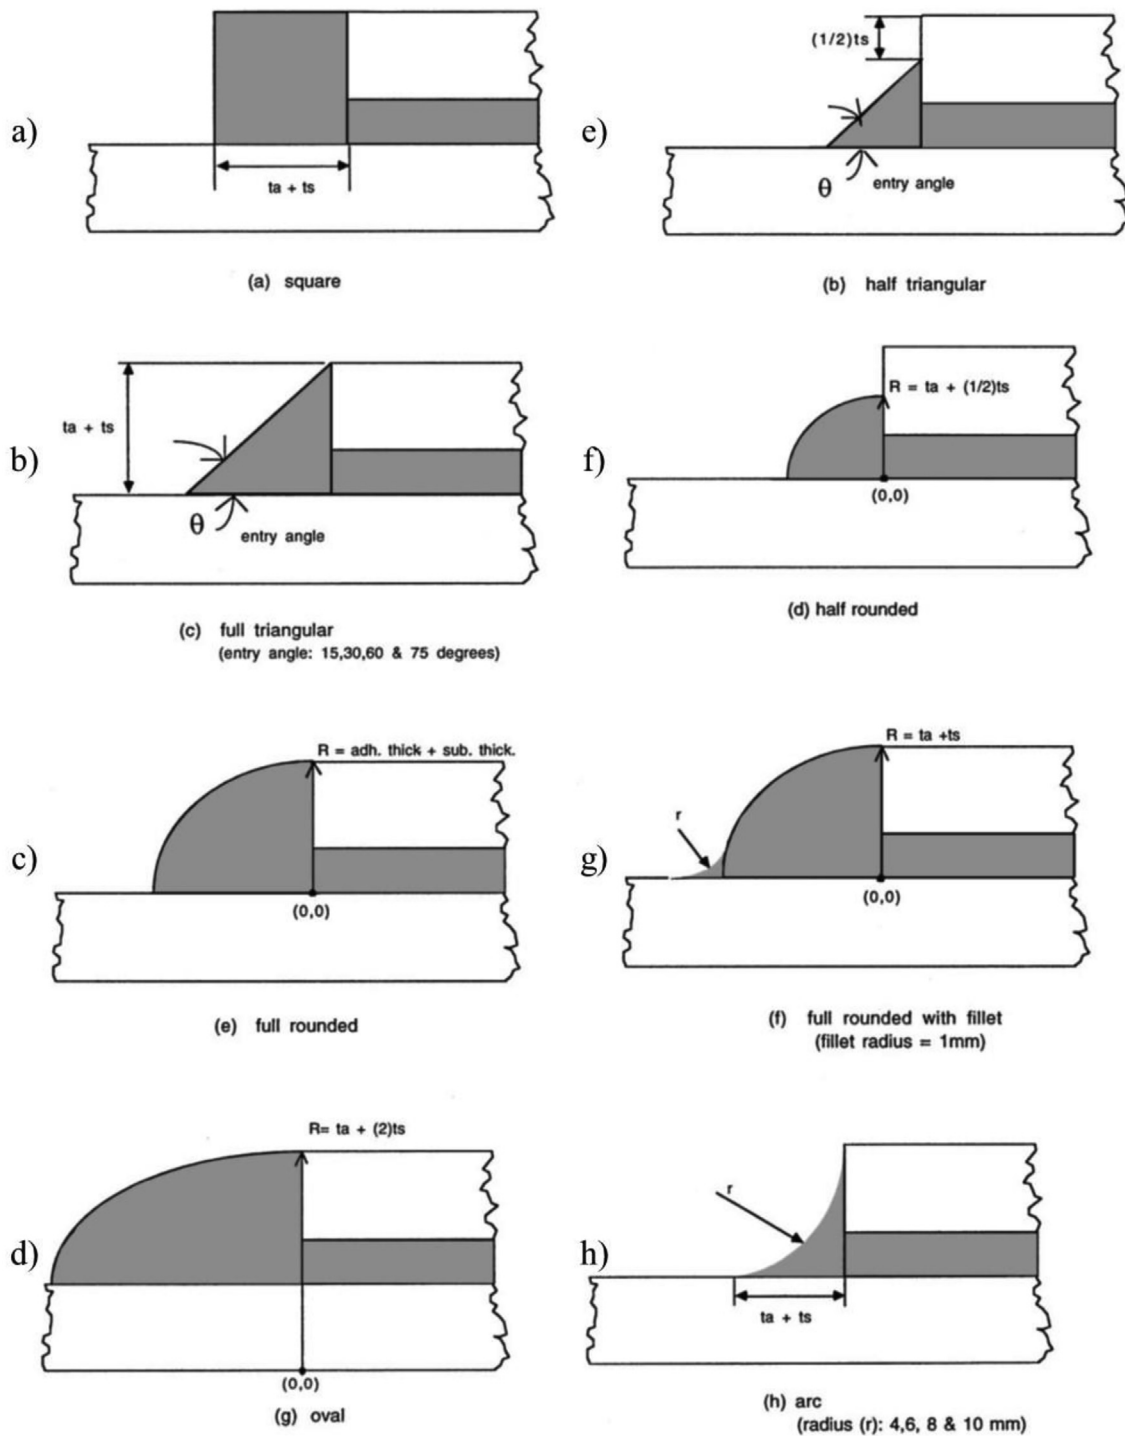 a)
ta + ts
(a) square
e)
(1/2)ts
θ
entry angle
(b) half triangular
b)
ta + ts
θ
entry angle
(c) full triangular
(entry angle: 15,30,60 & 75 degrees)
f)
R = ta + (1/2)ts
(0,0)
(d) half rounded
c)
R = adh. thick + sub. thick.
(0,0)
(e) full rounded
g)
R = ta +ts
r
(0,0)
(f) full rounded with fillet
(fillet radius = 1mm)
d)
R= ta + (2)ts
(0,0)
(g) oval
h)
r
ta + ts
(h) arc
(radius (r): 4,6, 8 & 10 mm)